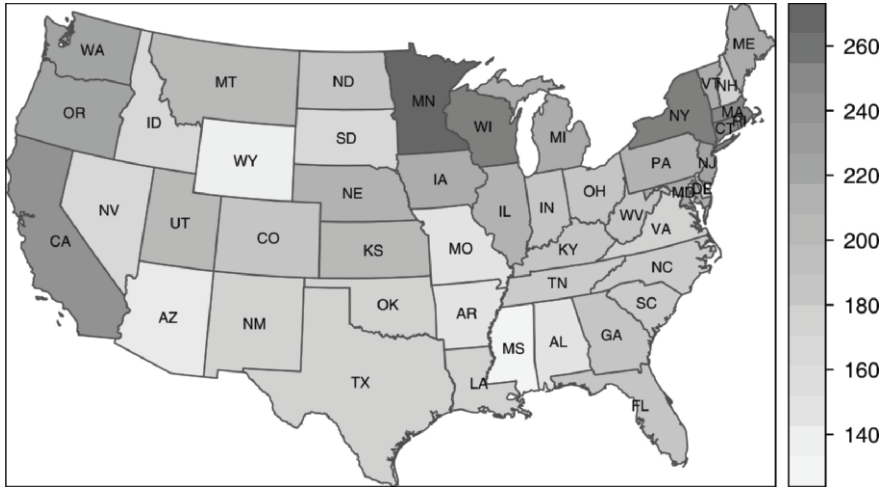 WA
MT
ND
MN
ME
VT
NH
OR
ID
SD
WI
NY
MA
RI
CT
MI
WY
IA
PA
NJ
NE
OH
MD
DE
NV
UT
IL
IN
WV
CO
VA
CA
KS
MO
KY
NC
TN
OK
AZ
NM
AR
SC
MS
AL
GA
TX
LA
FL
260
240
220
200
180
160
140